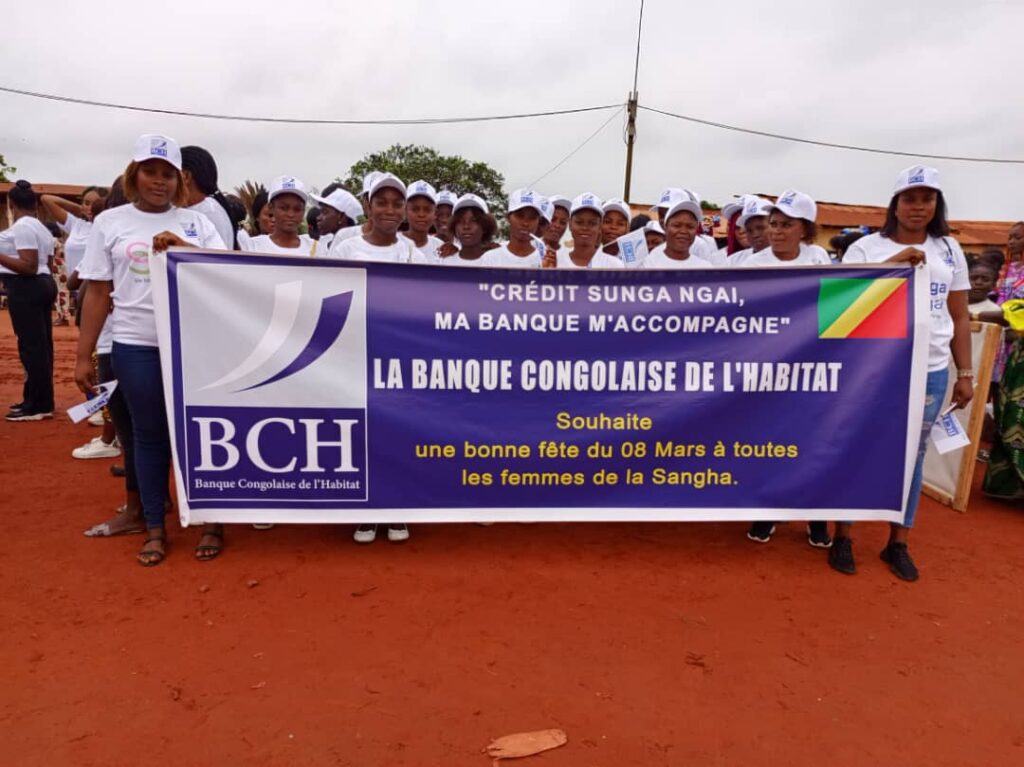 "CRÉDIT SUNGA NGAI,
MA BANQUE M'ACCOMPAGNE"
LA BANQUE CONGOLAISE DE L'HABITAT
Souhaite
une bonne fête du 08 Mars à toutes
les femmes de la Sangha.
BCH
Banque Congolaise de l'Habitat